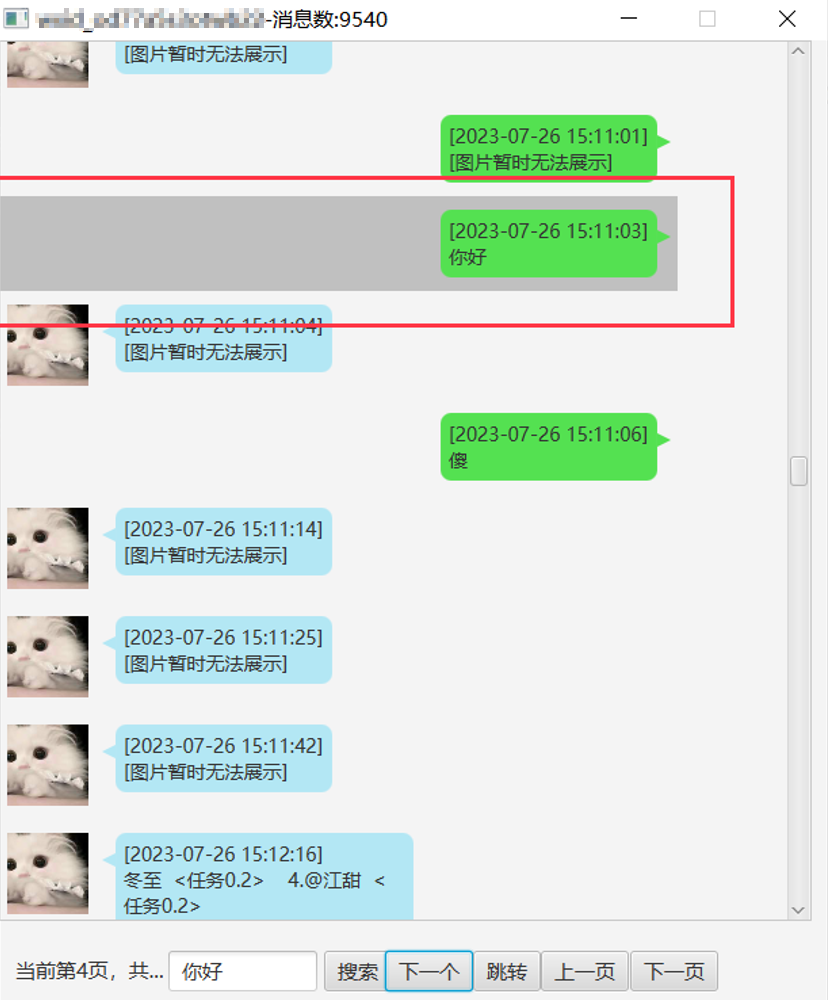 -消息数:9540
[图片暂时无法展示]
[2023-07-26 15:11:01]
[图片暂时无法展示]
[2023-07-26 15:11:03]
你好
[2023-07-26 15:11:04]
[图片暂时无法展示]
[2023-07-26 15:11:06]
傻
[2023-07-26 15:11:14]
[图片暂时无法展示]
[2023-07-26 15:11:25]
[图片暂时无法展示]
[2023-07-26 15:11:42]
[图片暂时无法展示]
[2023-07-26 15:12:16]
冬至 <任务0.2> 4.@江甜 <
任务0.2>
当前第4页，共... 你好 搜索 下一个 跳转 上一页 下一页